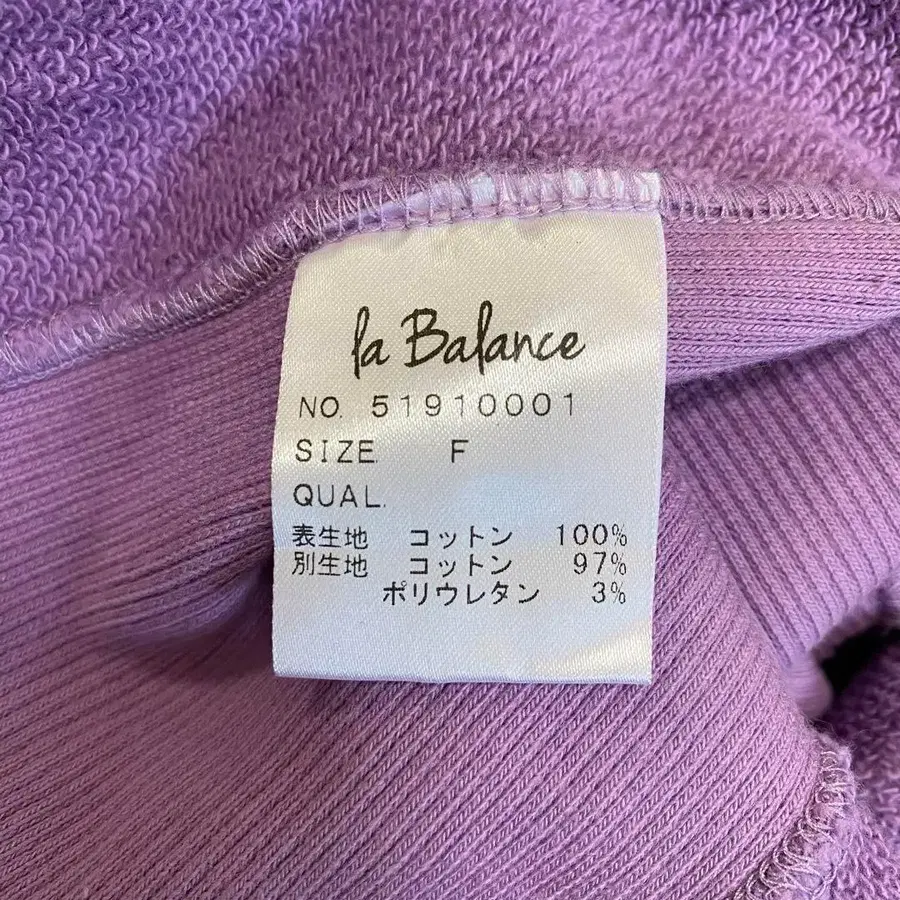 la Balance
NO. 51910001
SIZE F
QUAL.
表生地 コットン 100%
別生地 コットン 97%
ポリウレタン 3%